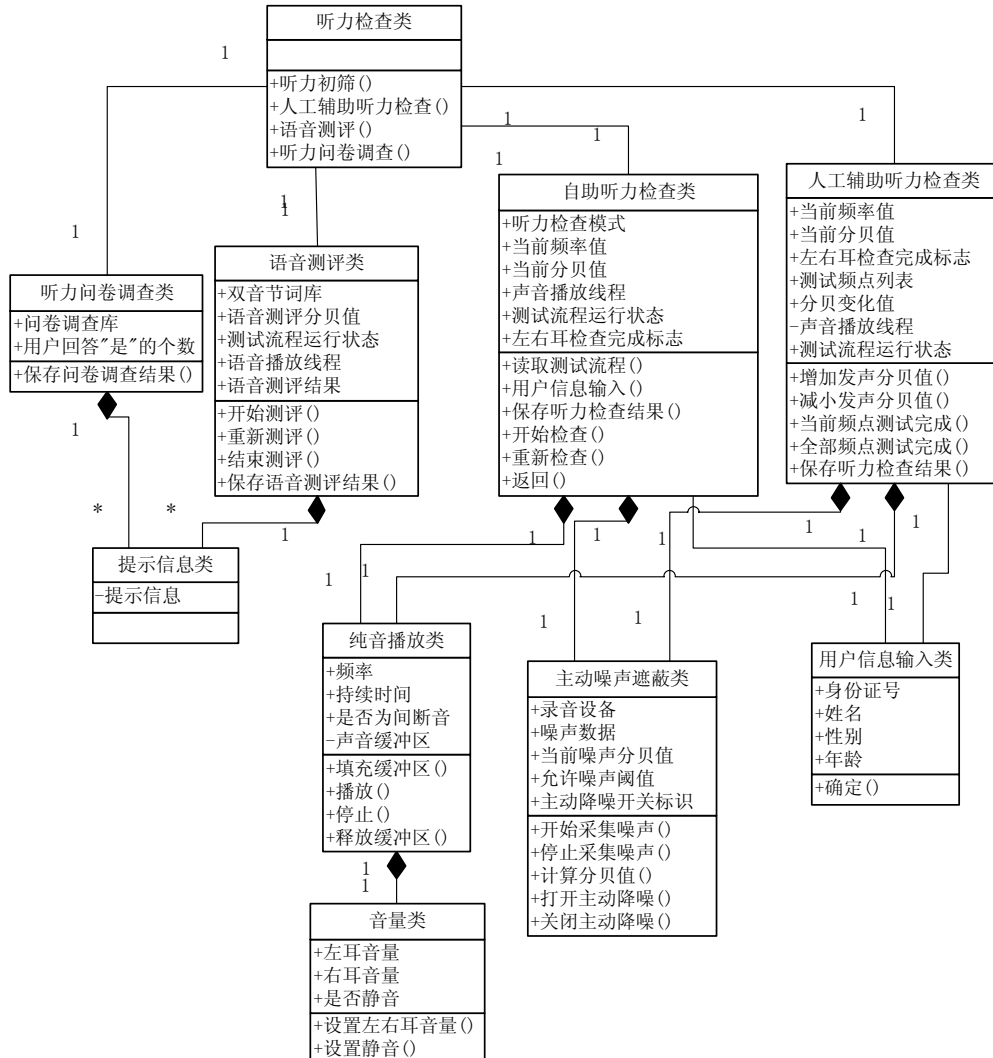 听力检查类
+听力初筛()
+人工辅助听力检查()
+语音测评()
+听力问卷调查()
1
1
1
1
1
1
1
1
1
听力问卷调查类
+问卷调查库
+用户回答"是"的个数
+保存问卷调查结果()
语音测评类
+双音节词库
+语音测评分贝值
+测试流程运行状态
+语音播放线程
+语音测评结果
+开始测评()
+重新测评()
+结束测评()
+保存语音测评结果()
自助听力检查类
+听力检查模式
+当前频率值
+当前分贝值
+声音播放线程
+测试流程运行状态
+左右耳检查完成标志
+读取测试流程()
+用户信息输入()
+保存听力检查结果()
+开始检查()
+重新检查()
+返回()
人工辅助听力检查类
+当前频率值
+当前分贝值
+左右耳检查完成标志
+测试频点列表
+分贝变化值
-声音播放线程
+测试流程运行状态
+增加发声分贝值()
+减小发声分贝值()
+当前频点测试完成()
+全部频点测试完成()
+保存听力检查结果()
1
*
*
1
1
1
1
1
1
1
1
1
1
1
1
1
提示信息类
-提示信息
纯音播放类
+频率
+持续时间
+是否为间断音
-声音缓冲区
+填充缓冲区()
+播放()
+停止()
+释放缓冲区()
主动噪声遮蔽类
+录音设备
+噪声数据
+当前噪声分贝值
+允许噪声阈值
+主动降噪开关标识
+开始采集噪声()
+停止采集噪声()
+计算分贝值()
+打开主动降噪()
+关闭主动降噪()
用户信息输入类
+身份证号
+姓名
+性别
+年龄
+确定()
1
1
音量类
+左耳音量
+右耳音量
+是否静音
+设置左右耳音量()
+设置静音()